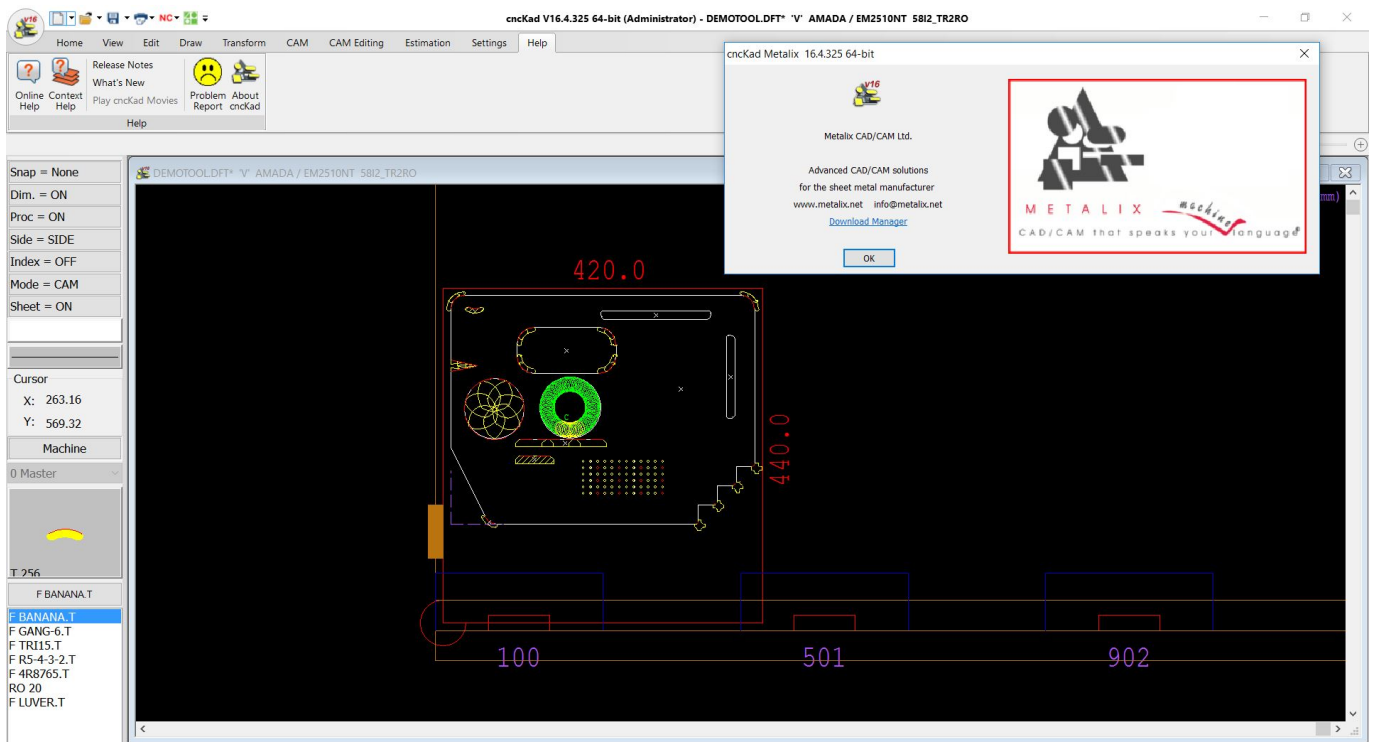 V16
NC
cncKad V16.4.325 64-bit (Administrator) - DEMOTOOL.DFT* 'V' AMADA / EM2510NT 58I2_TR2RO
Home View Edit Draw Transform CAM CAM Editing Estimation Settings Help
Online Help
Context Help
Release Notes
What's New
Play cncKad Movies
Problem Report
About cncKad
Help
cncKad Metalix 16.4.325 64-bit
V16
Metalix CAD/CAM Ltd.
Advanced CAD/CAM solutions
for the sheet metal manufacturer
www.metalix.net info@metalix.net
Download Manager
OK
METALIX machines
CAD/CAM that speaks your language
DEMOTOOL.DFT* 'V' AMADA / EM2510NT 58I2_TR2RO
mm)
Snap = None
Dim. = ON
Proc = ON
Side = SIDE
Index = OFF
Mode = CAM
Sheet = ON
Cursor
X: 263.16
Y: 569.32
Machine
0 Master
T 256
F BANANA.T
F BANANA.T
F GANG-6.T
F TRI15.T
F R5-4-3-2.T
F 4R8765.T
RO 20
F LUVER.T
420.0
C
440.0
100 501 902